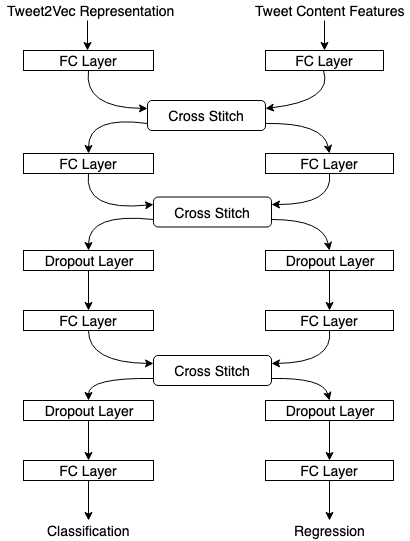 Tweet2Vec Representation
Tweet Content Features
FC Layer
FC Layer
Cross Stitch
FC Layer
FC Layer
Cross Stitch
Dropout Layer
Dropout Layer
FC Layer
FC Layer
Cross Stitch
Dropout Layer
Dropout Layer
FC Layer
FC Layer
Classification
Regression